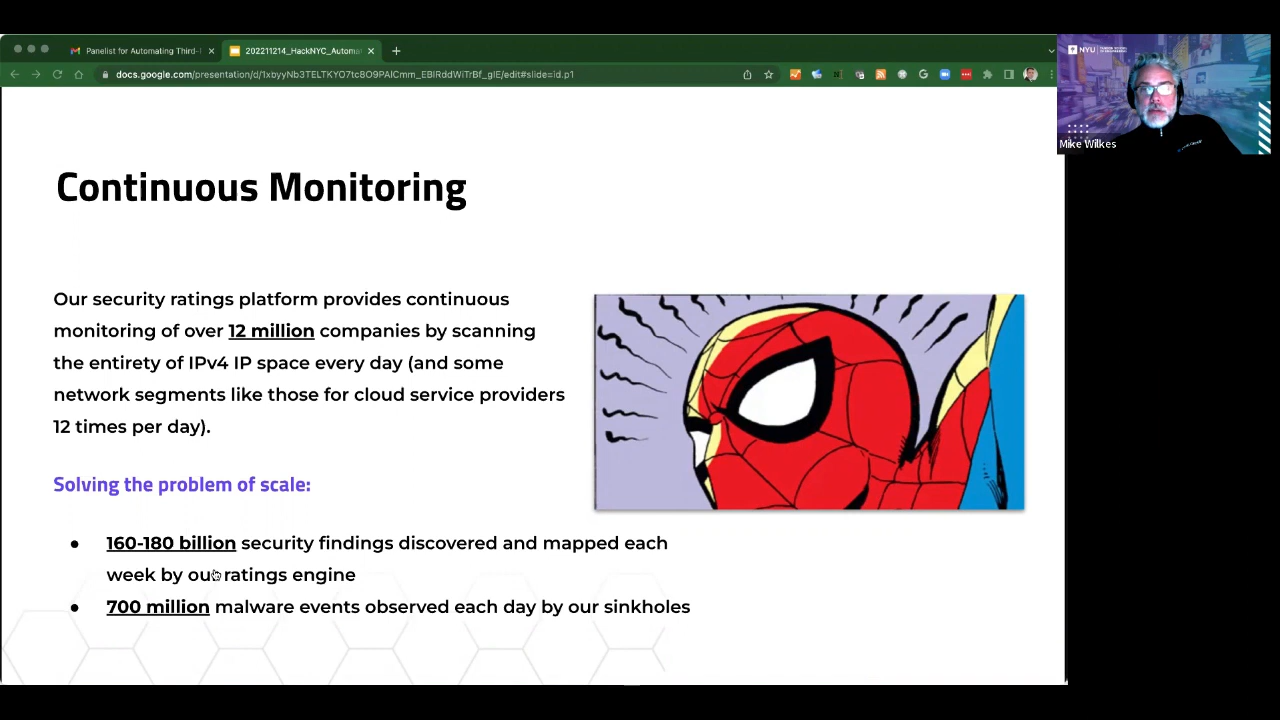 Panelist for Automating Third-
202211214_HackNYC_Automat
docs.google.com/presentation/d/1xbyyNb3TELTKYO7tc8O9PAlCmm_EBIRddWiTrBf_gIE/edit#slide=id.p1
NYU
Mike Wilkes
Continuous Monitoring
Our security ratings platform provides continuous
monitoring of over 12 million companies by scanning
the entirety of IPv4 IP space every day (and some
network segments like those for cloud service providers
12 times per day).
Solving the problem of scale:
● 160-180 billion security findings discovered and mapped each
week by our ratings engine
● 700 million malware events observed each day by our sinkholes